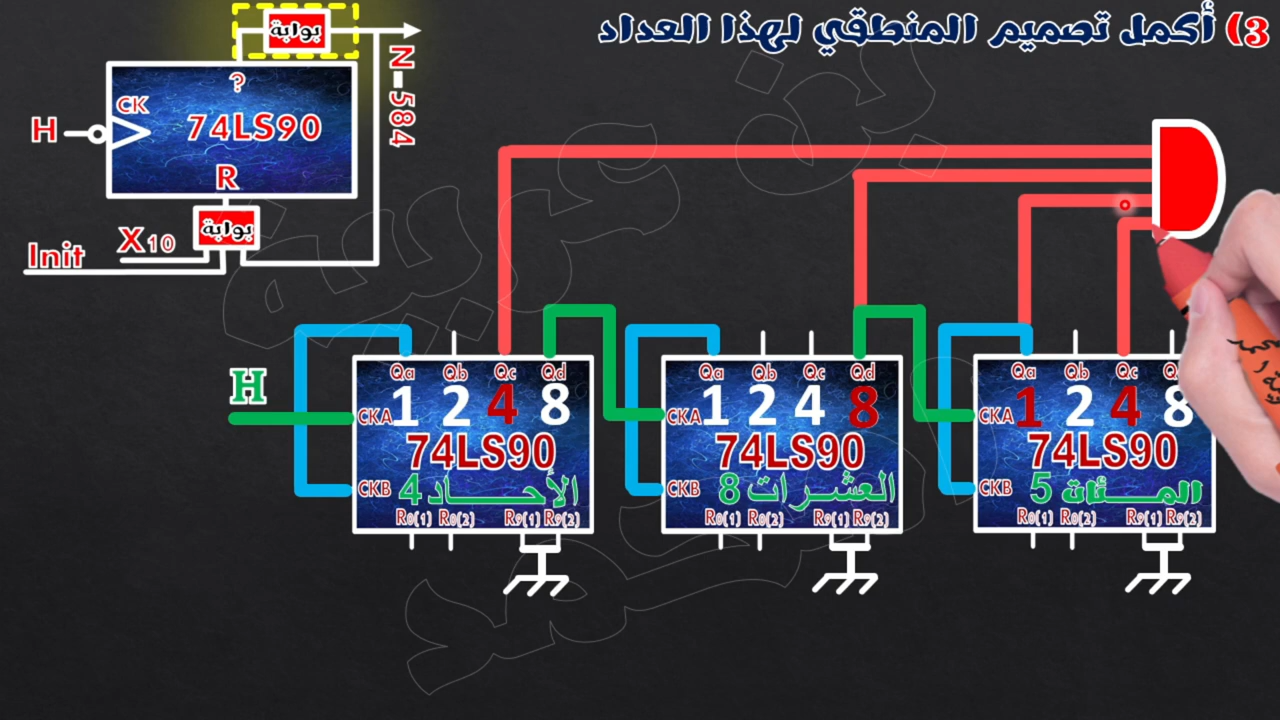 3) أكمل تصميم المنطقي لهذا العداد
بوابة
N=584
?
CK
H
74LS90
R
بوابة
X10
Init
H
Qa Qb Qc Qd
CKA 1 2 4 8
74LS90
CKB الأحــــاد 4
R0(1) R0(2) R9(1) R9(2)
Qa Qb Qc Qd
CKA 1 2 4 8
74LS90
CKB العشــرات 8
R0(1) R0(2) R9(1) R9(2)
Qa Qb Qc
CKA 1 2 4 8
74LS90
CKB المــئات 5
R0(1) R0(2) R9(1) R9(2)